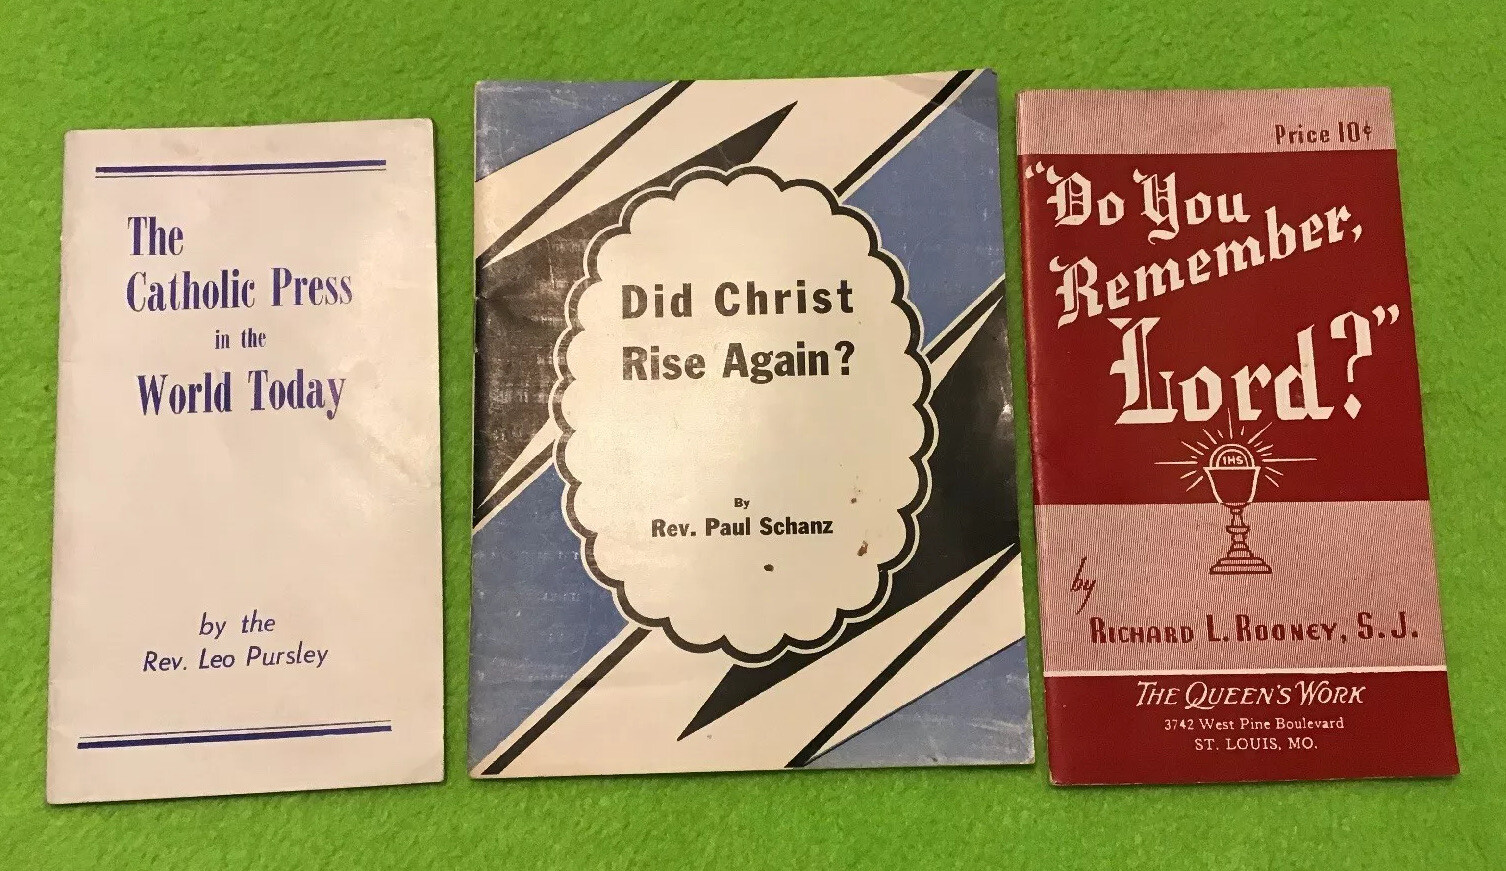 The
Catholic Press
in the
World Today
by the
Rev. Leo Pursley
Did Christ
Rise Again?
By
Rev. Paul Schanz
Price 10¢
"Do You
Remember,
Lord?"
IHS
by
RICHARD L. ROONEY, S.J.
THE QUEEN'S WORK
3742 West Pine Boulevard
ST. LOUIS, MO.